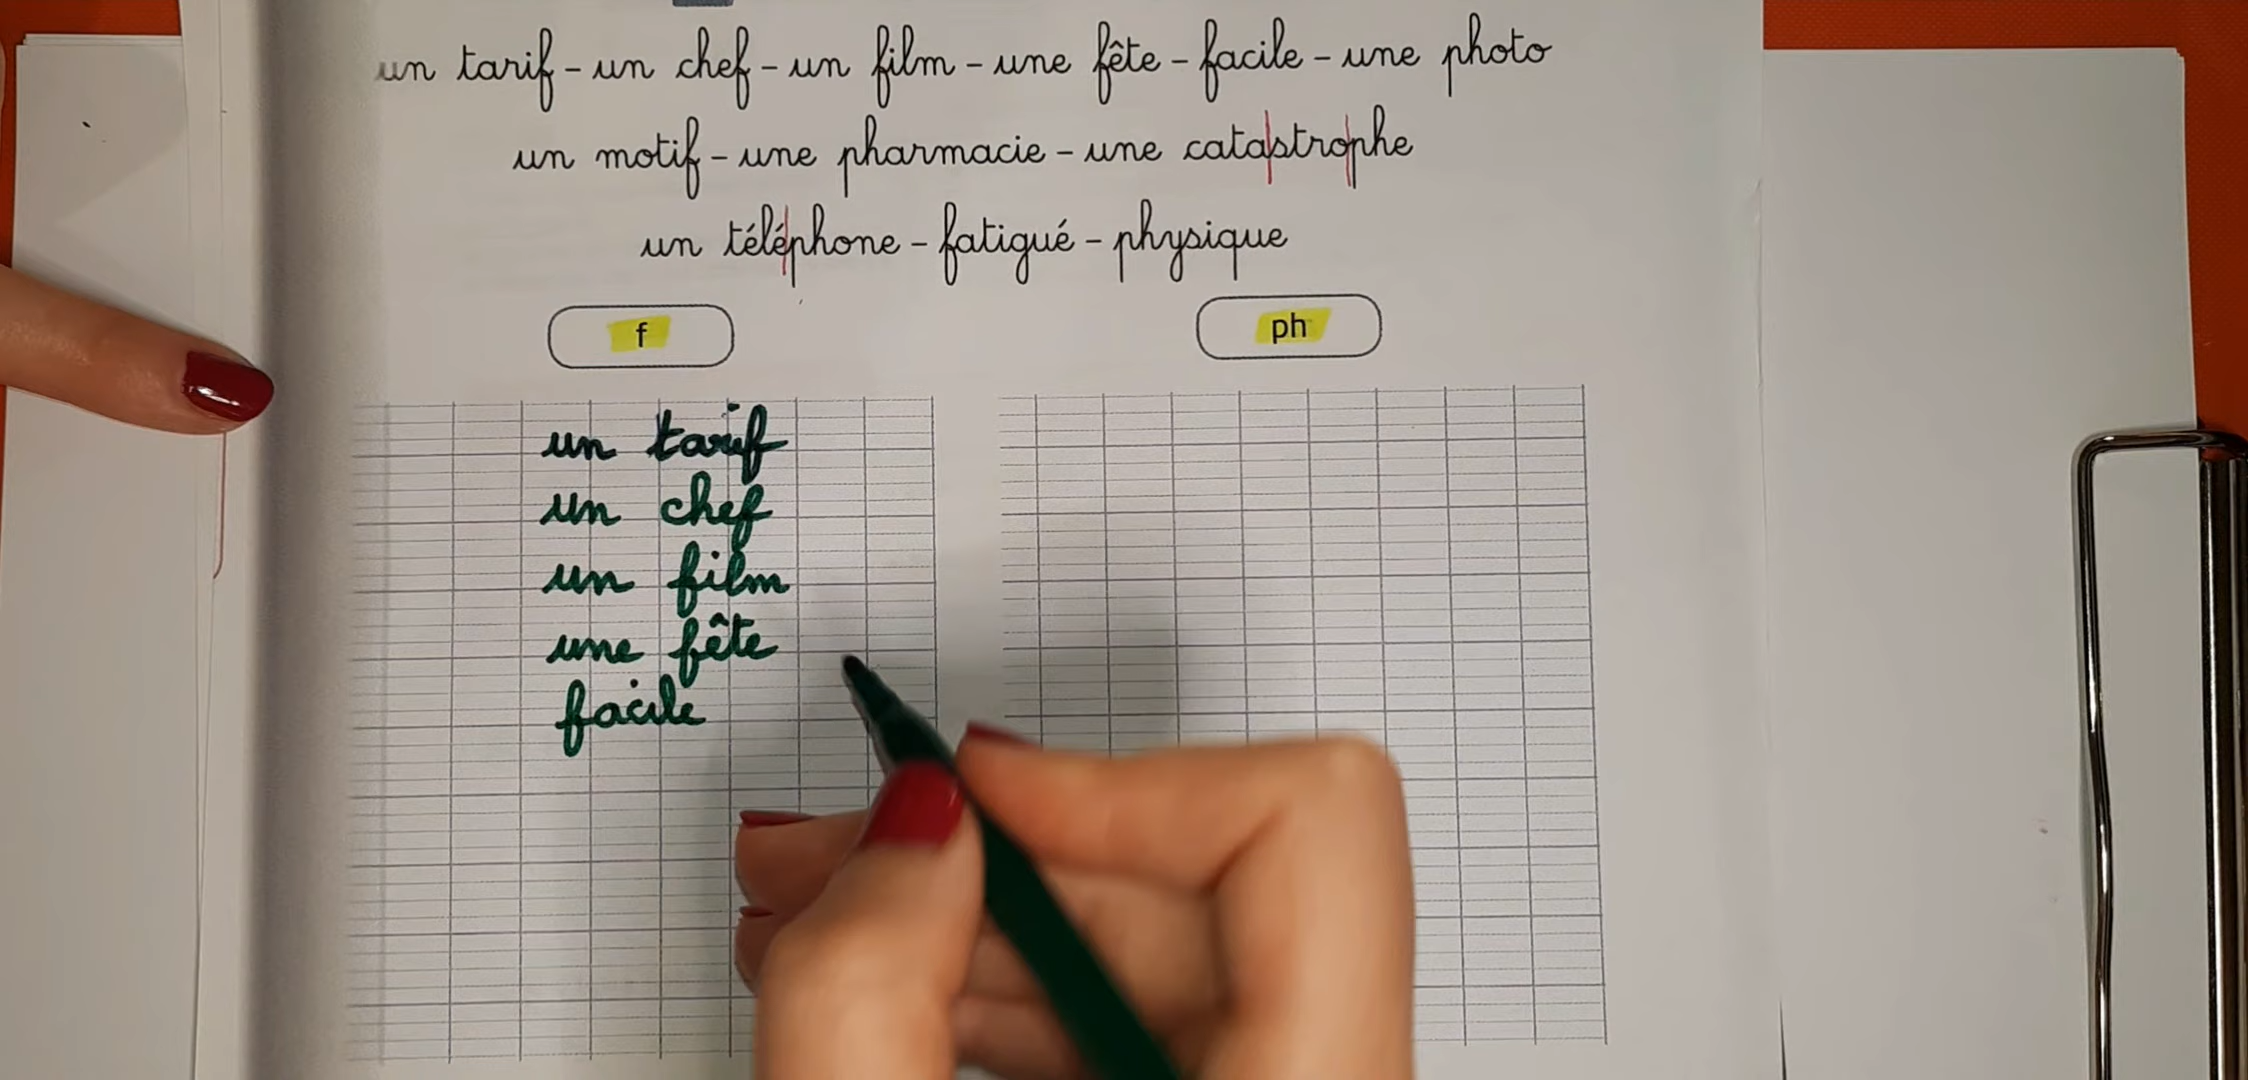 un tarif - un chef - un film - une fête - facile - une photo
un motif - une pharmacie - une catastrophe
un téléphone - fatigué - physique
f
ph
un tarif
un chef
un film
une fête
facile